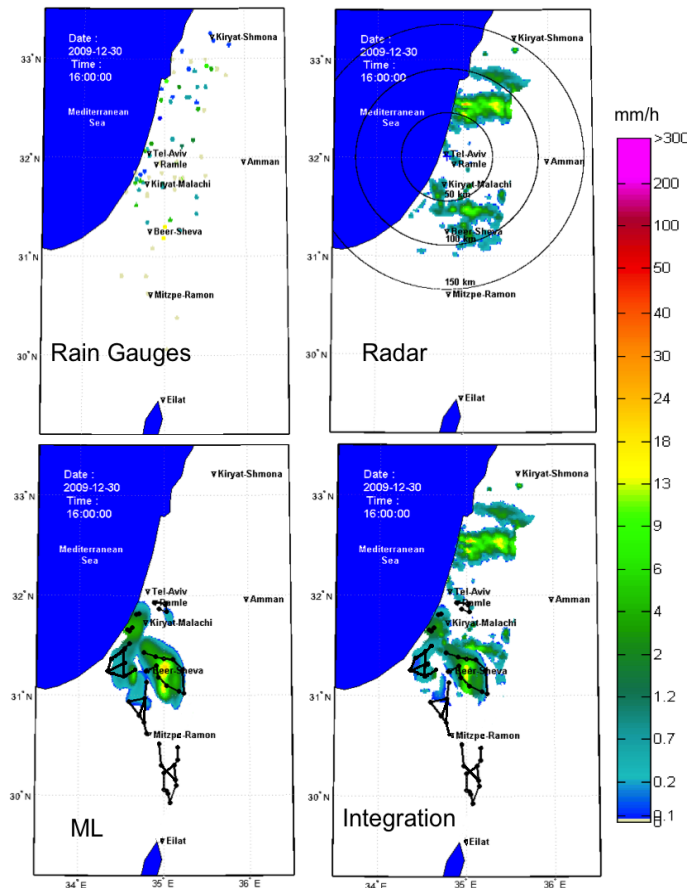 Date :
2009-12-30
Time :
16:00:00
Mediterranean
Sea
Kiryat-Shmona
Tel-Aviv
Ramle
Amman
Kiryat-Malachi
Beer-Sheva
Mitzpe-Ramon
Eilat
33°N
32°N
31°N
30°N
Rain Gauges
Date :
2009-12-30
Time :
16:00:00
Mediterranean
Sea
Kiryat-Shmona
Tel-Aviv
Ramle
Amman
Kiryat-Malachi
50 km
Beer-Sheva
100 km
150 km
Mitzpe-Ramon
Eilat
Radar
mm/h
>300
200
100
50
40
24
18
13
9
6
4
2
1.2
0.7
0.2
0.1
0
Date :
2009-12-30
Time :
16:00:00
Mediterranean
Sea
Kiryat-Shmona
Tel-Aviv
Ramle
Amman
Kiryat-Malachi
Beer-Sheva
Mitzpe-Ramon
Eilat
33°N
32°N
31°N
30°N
34°E
35°E
36°E
ML
Date :
2009-12-30
Time :
16:00:00
Mediterranean
Sea
Kiryat-Shmona
Tel-Aviv
Ramle
Amman
Kiryat-Malachi
Beer-Sheva
Mitzpe-Ramon
Eilat
34°E
35°E
36°E
Integration